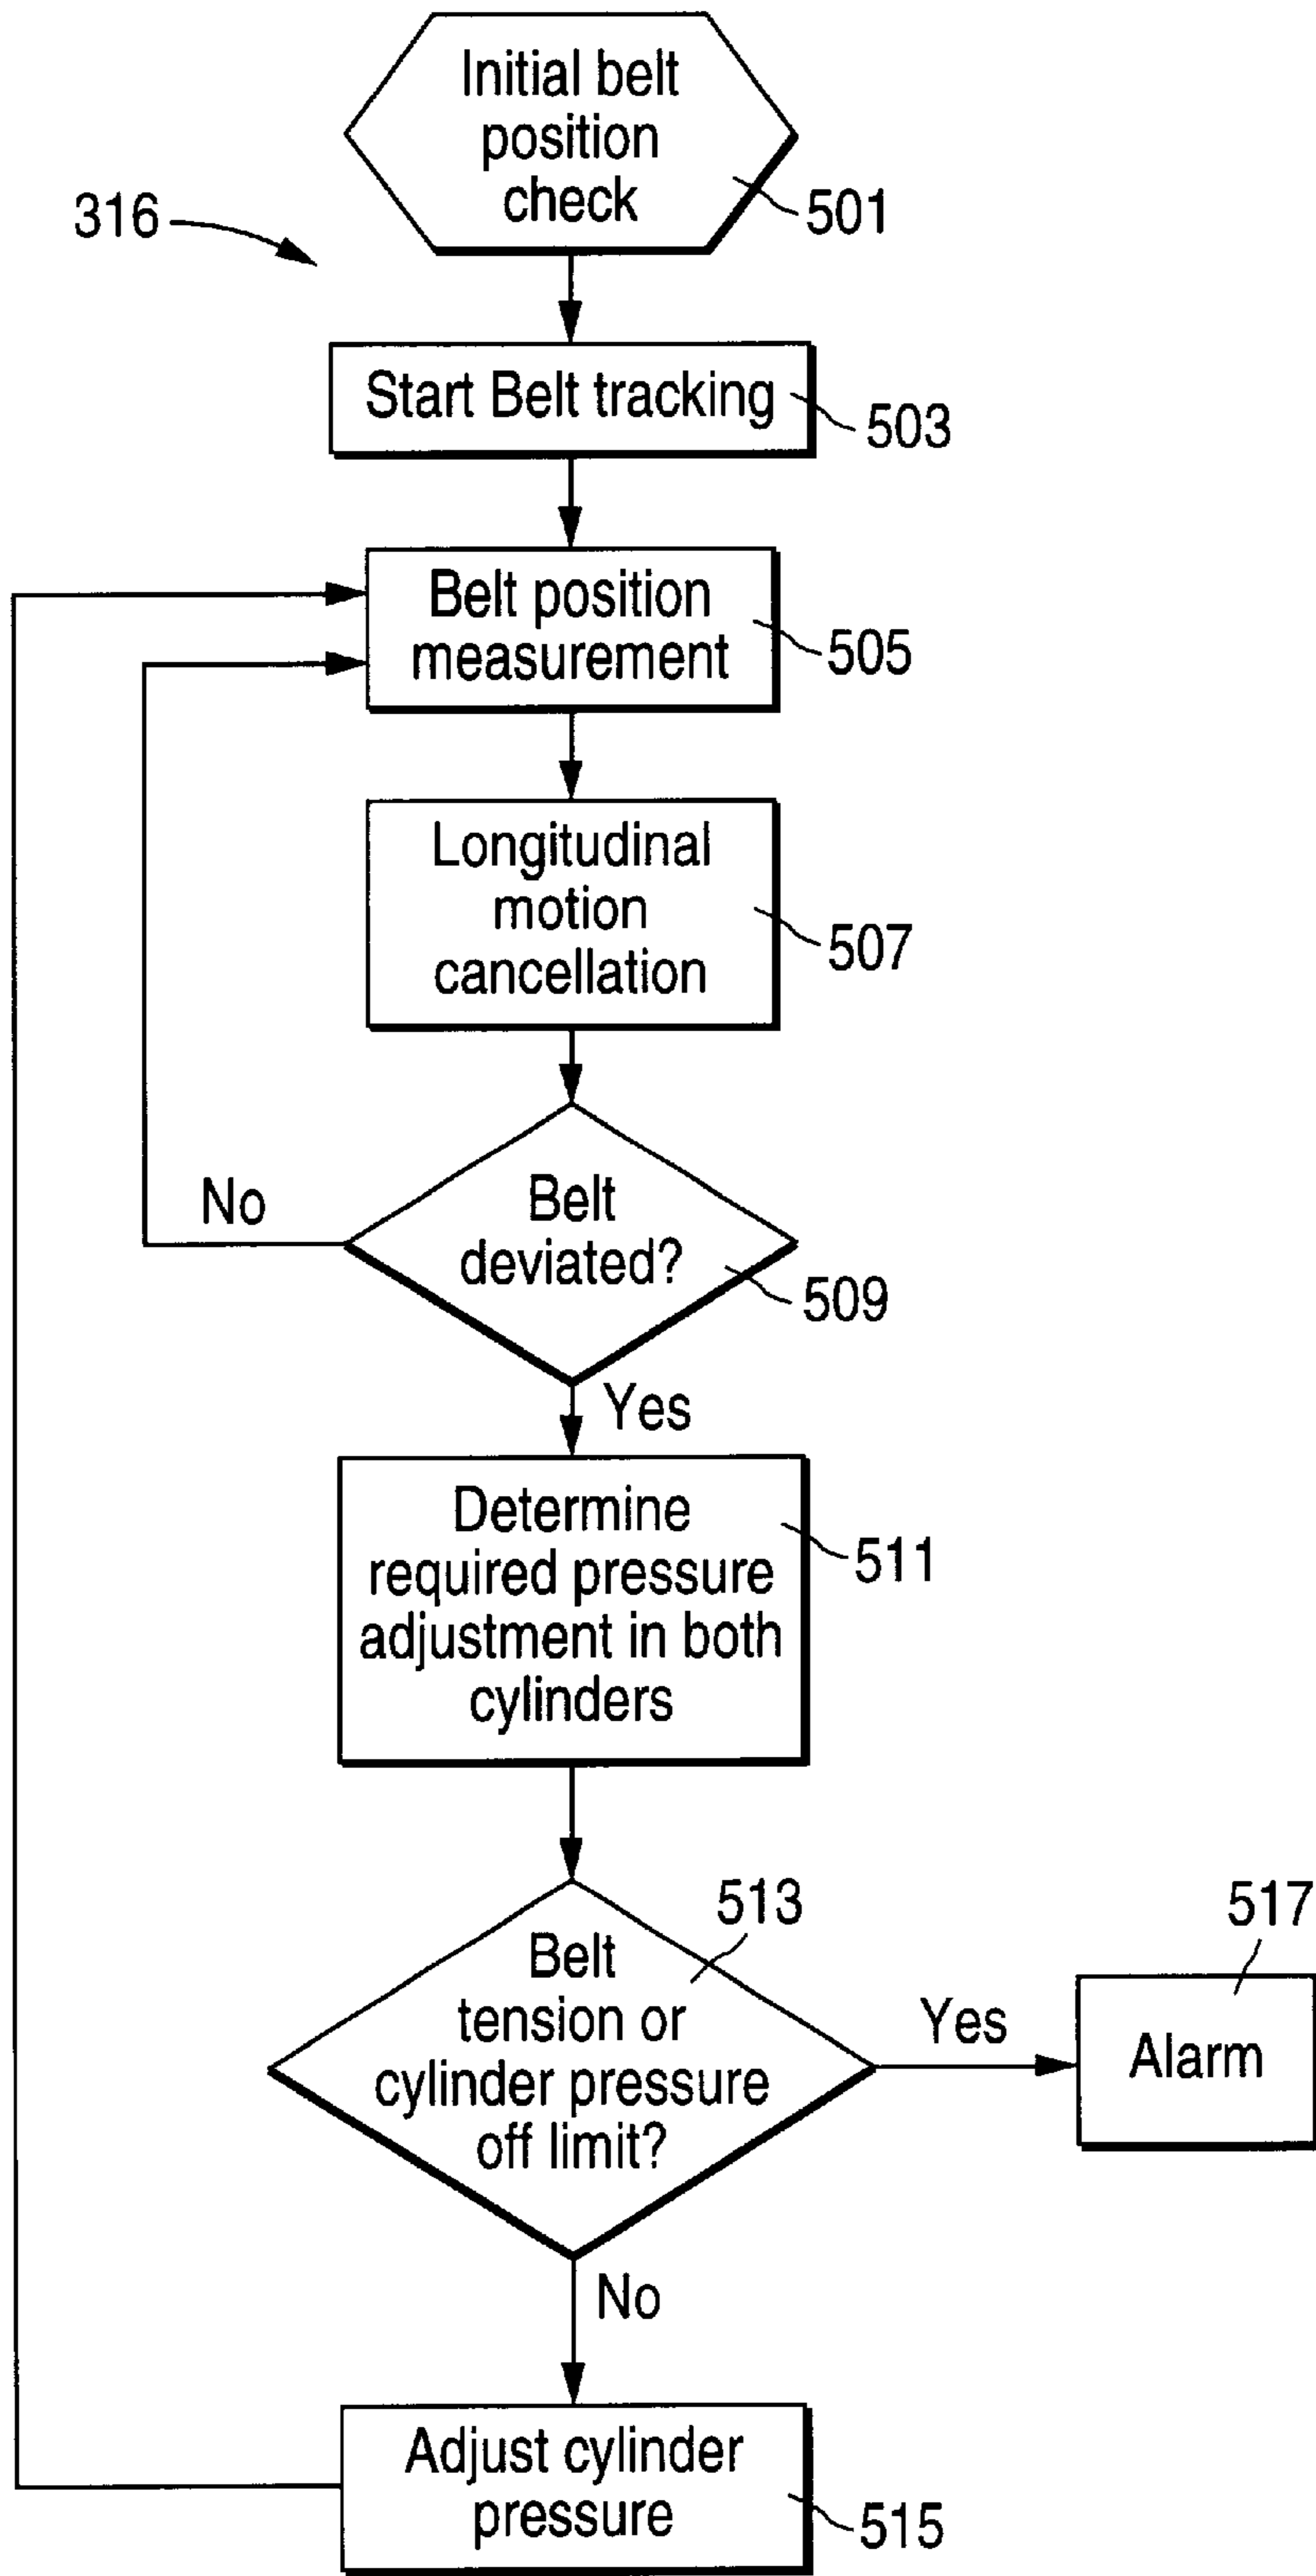 Initial belt
position
check
501
316
Start Belt tracking
503
Belt position
measurement
505
Longitudinal
motion
cancellation
507
No
Belt
deviated?
509
Yes
Determine
required pressure
adjustment in both
cylinders
511
513
517
Belt
tension or
cylinder pressure
off limit?
Yes
Alarm
No
Adjust cylinder
pressure
515